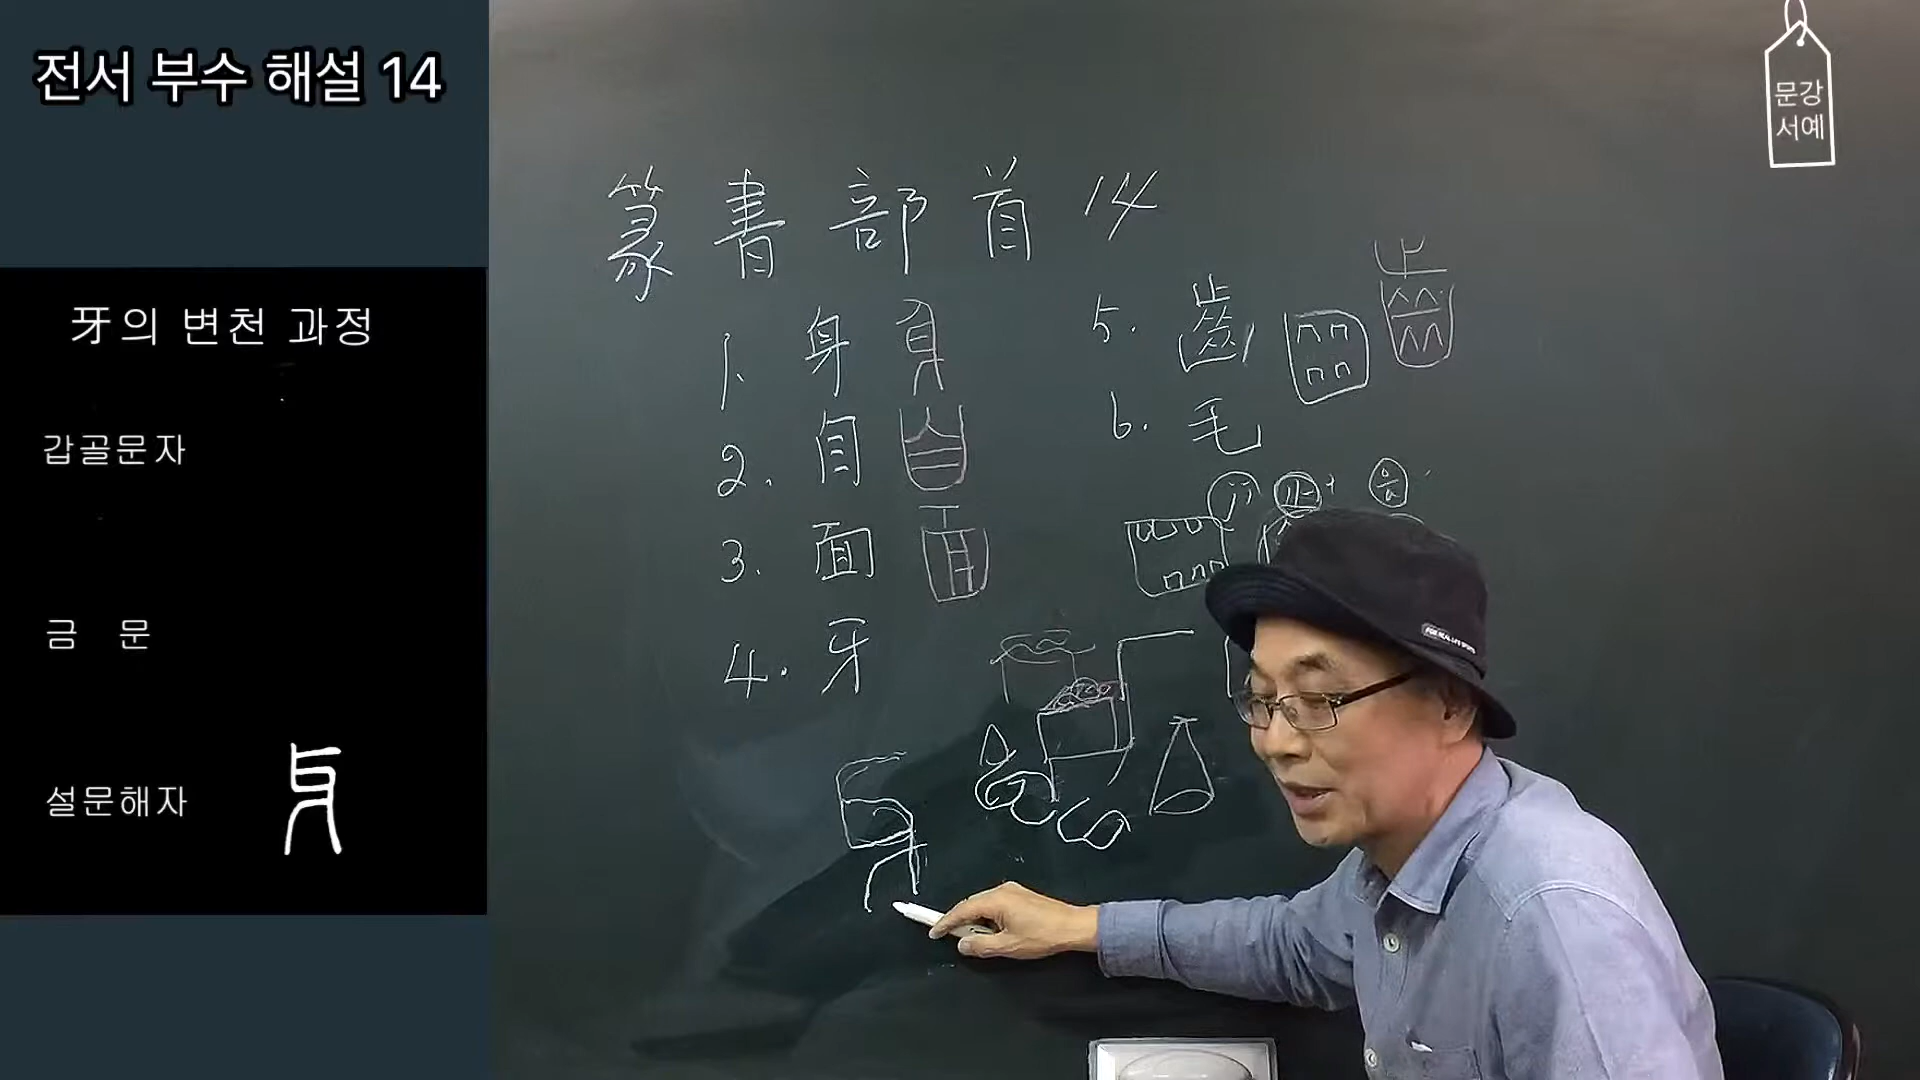 전서 부수 해설 14
牙의 변천 과정
갑골문자
금 문
설문해자
문강
서예
篆書部首 14
1. 身
2. 自
3. 面
4. 牙
5. 齒
6. 毛